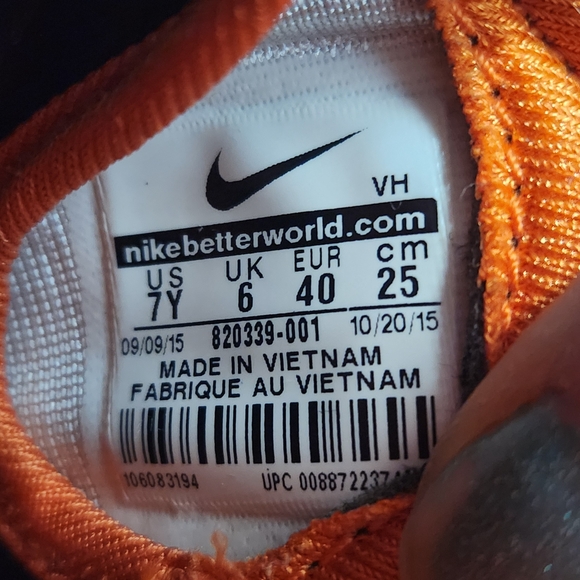 VH
nikebetterworld.com
US UK EUR cm
7Y 6 40 25
09/09/15 820339-001 10/20/15
MADE IN VIETNAM
FABRIQUE AU VIETNAM
106083194 UPC